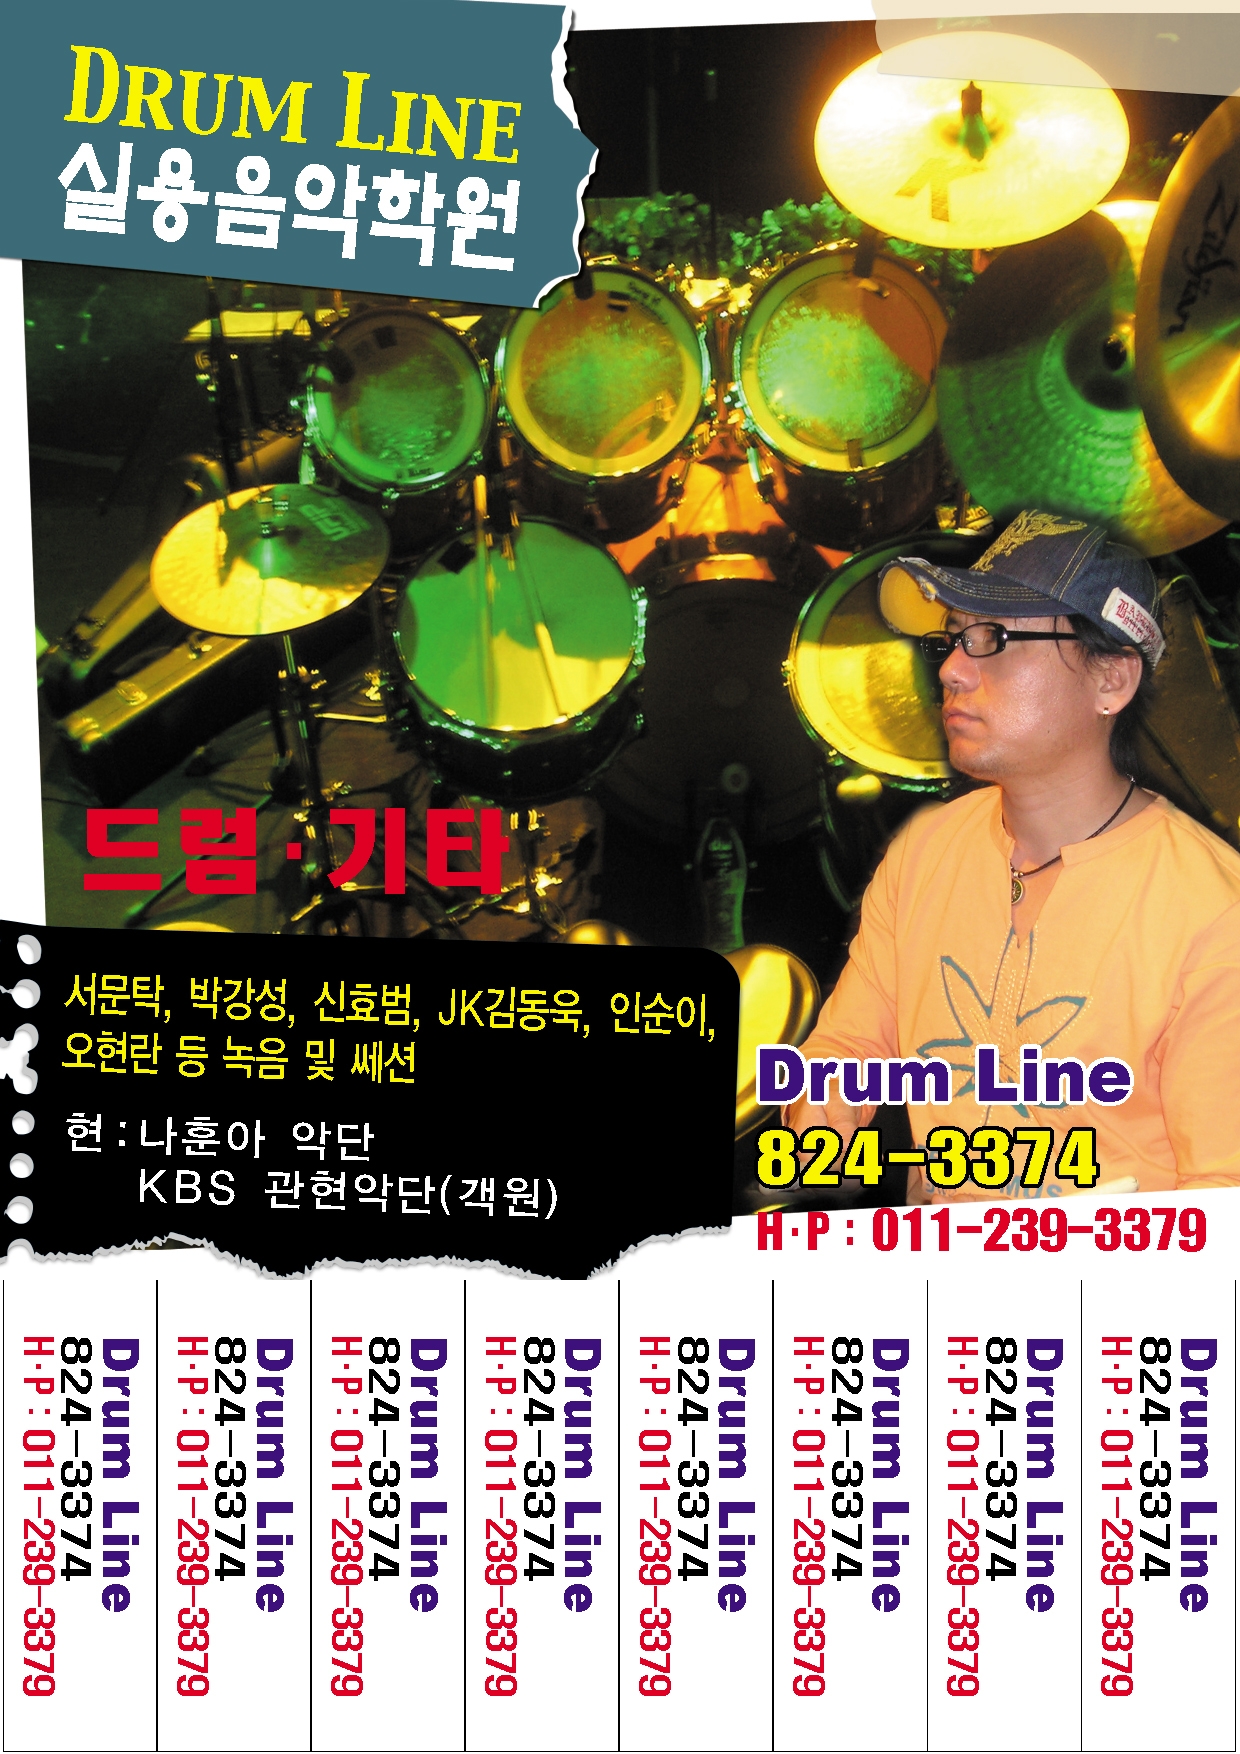 DRUM LINE
실용음악학원
Zildjian
드럼·기타
서문탁, 박강성, 신효범, JK김동욱, 인순이,
오현란 등 녹음 및 쎄션
현 : 나훈아 악단
KBS 관현악단(객원)
Drum Line
824-3374
H·P : 011-239-3379
Drum Line
824-3374
H·P : 011-239-3379
Drum Line
824-3374
H·P : 011-239-3379
Drum Line
824-3374
H·P : 011-239-3379
Drum Line
824-3374
H·P : 011-239-3379
Drum Line
824-3374
H·P : 011-239-3379
Drum Line
824-3374
H·P : 011-239-3379
Drum Line
824-3374
H·P : 011-239-3379
Drum Line
824-3374
H·P : 011-239-3379